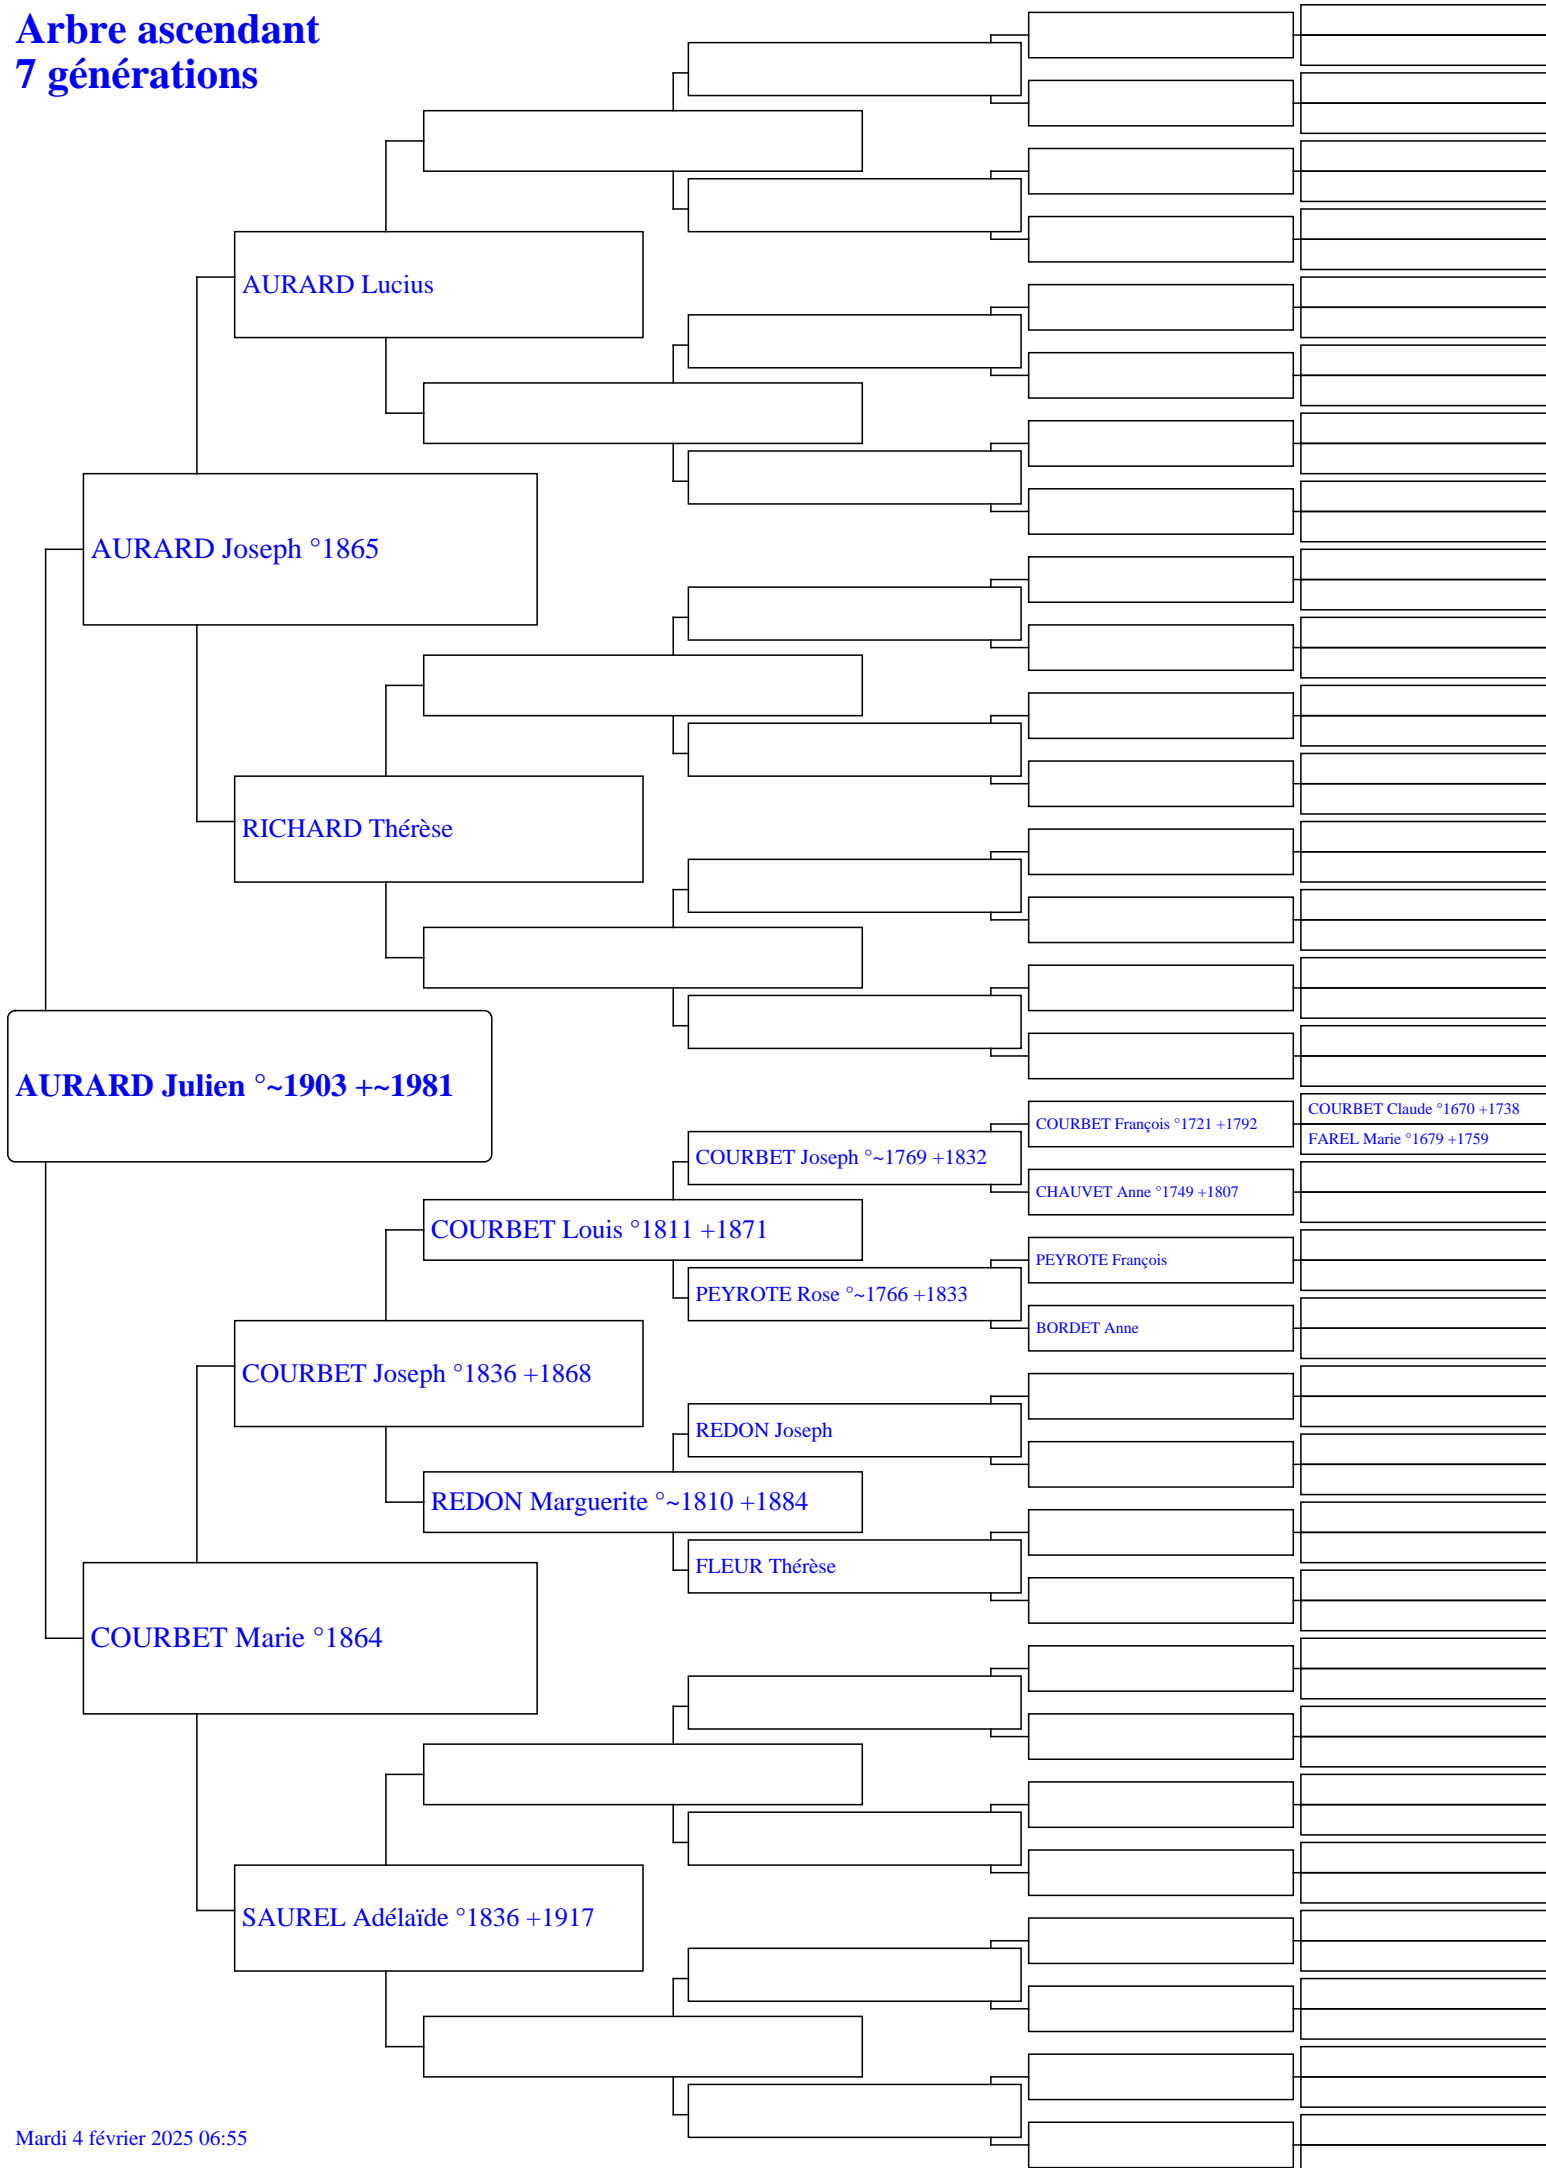 Arbre ascendant
7 générations
AURARD Lucius
AURARD Joseph °1865
RICHARD Thérèse
AURARD Julien °~1903 +~1981
COURBET François °1721 +1792
COURBET Claude °1670 +1738
FAREL Marie °1679 +1759
COURBET Joseph °~1769 +1832
CHAUVET Anne °1749 +1807
COURBET Louis °1811 +1871
PEYROTE François
PEYROTE Rose °~1766 +1833
BORDET Anne
COURBET Joseph °1836 +1868
REDON Joseph
REDON Marguerite °~1810 +1884
FLEUR Thérèse
COURBET Marie °1864
SAUREL Adélaïde °1836 +1917
Mardi 4 février 2025 06:55